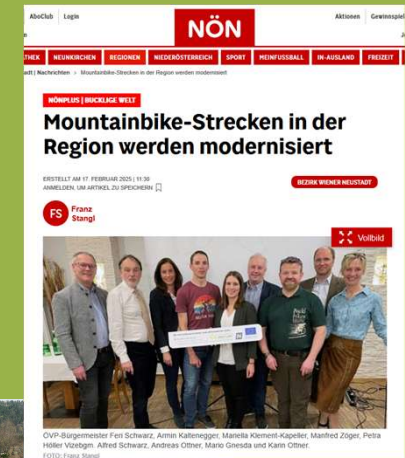 AboClub Login
NÖN
Aktionen Gewinnspiel
THEK NEUNKIRCHEN REGIONEN NIEDERÖSTERREICH SPORT MEINFUSSBALL IN-AUSLAND FREIZEIT
adt | Nachrichten > Mountainbike-Strecken in der Region werden modernisiert
NÖNPLUS | BUCKLIGE WELT
Mountainbike-Strecken in der
Region werden modernisiert
ERSTELLT AM 17. FEBRUAR 2025 | 11:30
ANMELDEN, UM ARTIKEL ZU SPEICHERN
BEZIRK WIENER NEUSTADT
FS Franz
Stangl
Vollbild
ÖVP-Bürgermeister Fen Schwarz, Armin Kaltenegger, Mariella Klement-Kapeller, Manfred Zöger, Petra
Höller Vizebgm. Alfred Schwarz, Andreas Ottner, Mario Gnesda und Karin Ottner.
FOTO: Franz Stangl